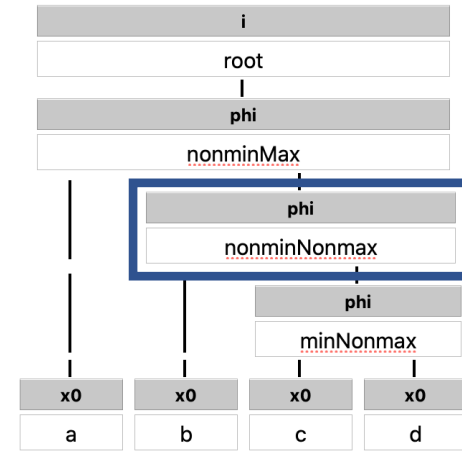 i
root
phi
nonminMax
phi
nonminNonmax
phi
minNonmax
x0 x0 x0 x0
a b c d